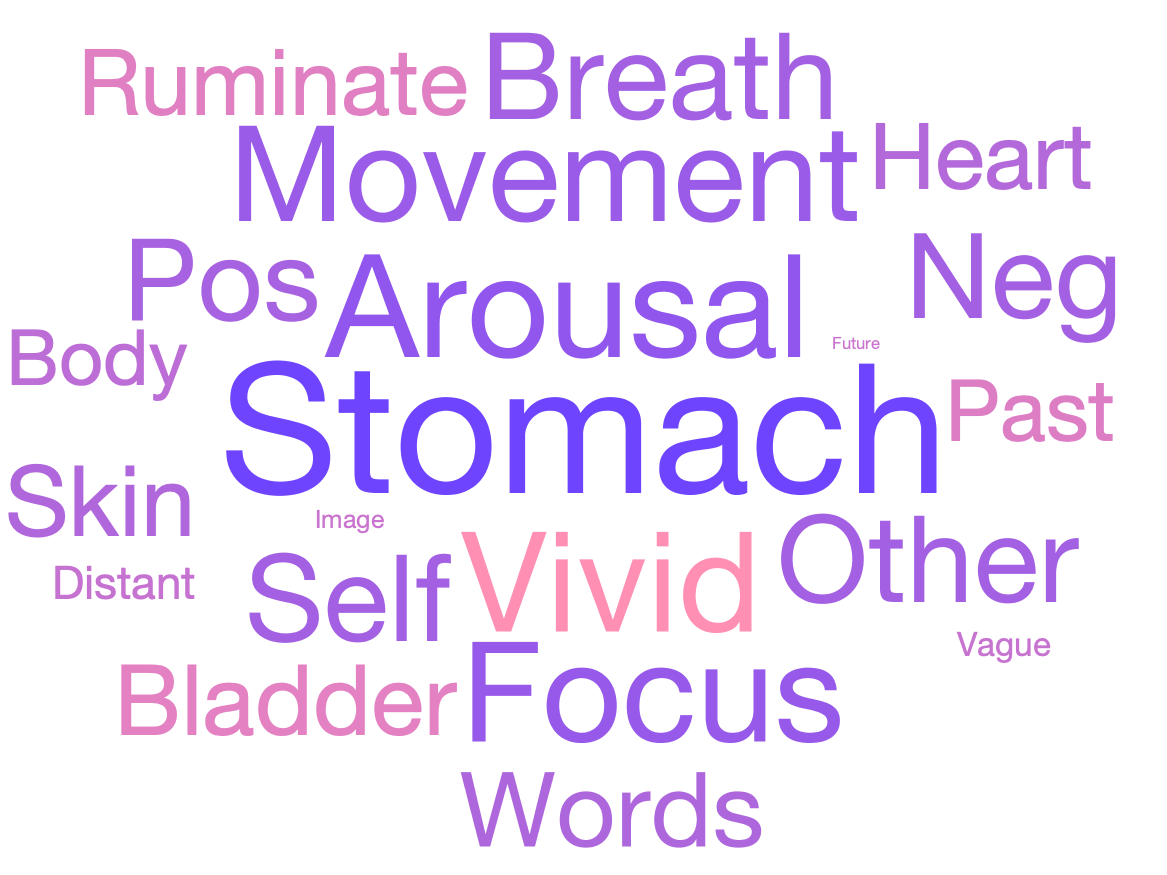 Ruminate Breath
Movement Heart
Pos Arousal Neg
Body Future
Stomach Past
Skin
Image
Distant Self Vivid Other
Vague
Bladder Focus
Words